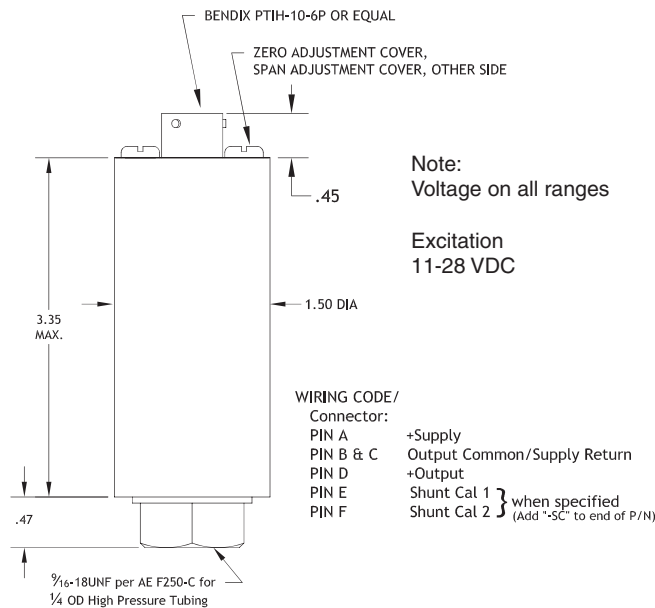 BENDIX PTIH-10-6P OR EQUAL
ZERO ADJUSTMENT COVER,
SPAN ADJUSTMENT COVER, OTHER SIDE
.45
Note:
Voltage on all ranges
Excitation
11-28 VDC
1.50 DIA
3.35
MAX.
WIRING CODE/
Connector:
PIN A +Supply
PIN B & C Output Common/Supply Return
PIN D +Output
PIN E Shunt Cal 1
PIN F Shunt Cal 2
} when specified
(Add "-SC" to end of P/N)
.47
⁹⁄₁₆-18UNF per AE F250-C for
¼ OD High Pressure Tubing